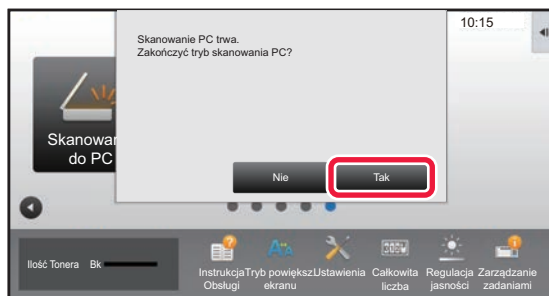 10:15
Skanowanie PC trwa.
Zakończyć tryb skanowania PC?
Skanowa
do PC
Nie
Tak
Ilość Tonera Bk
Instrukcja
Obsługi
Tryb powiększ
ekranu
Ustawienia
Całkowita
liczba
Regulacja
jasności
Zarządzanie
zadaniami